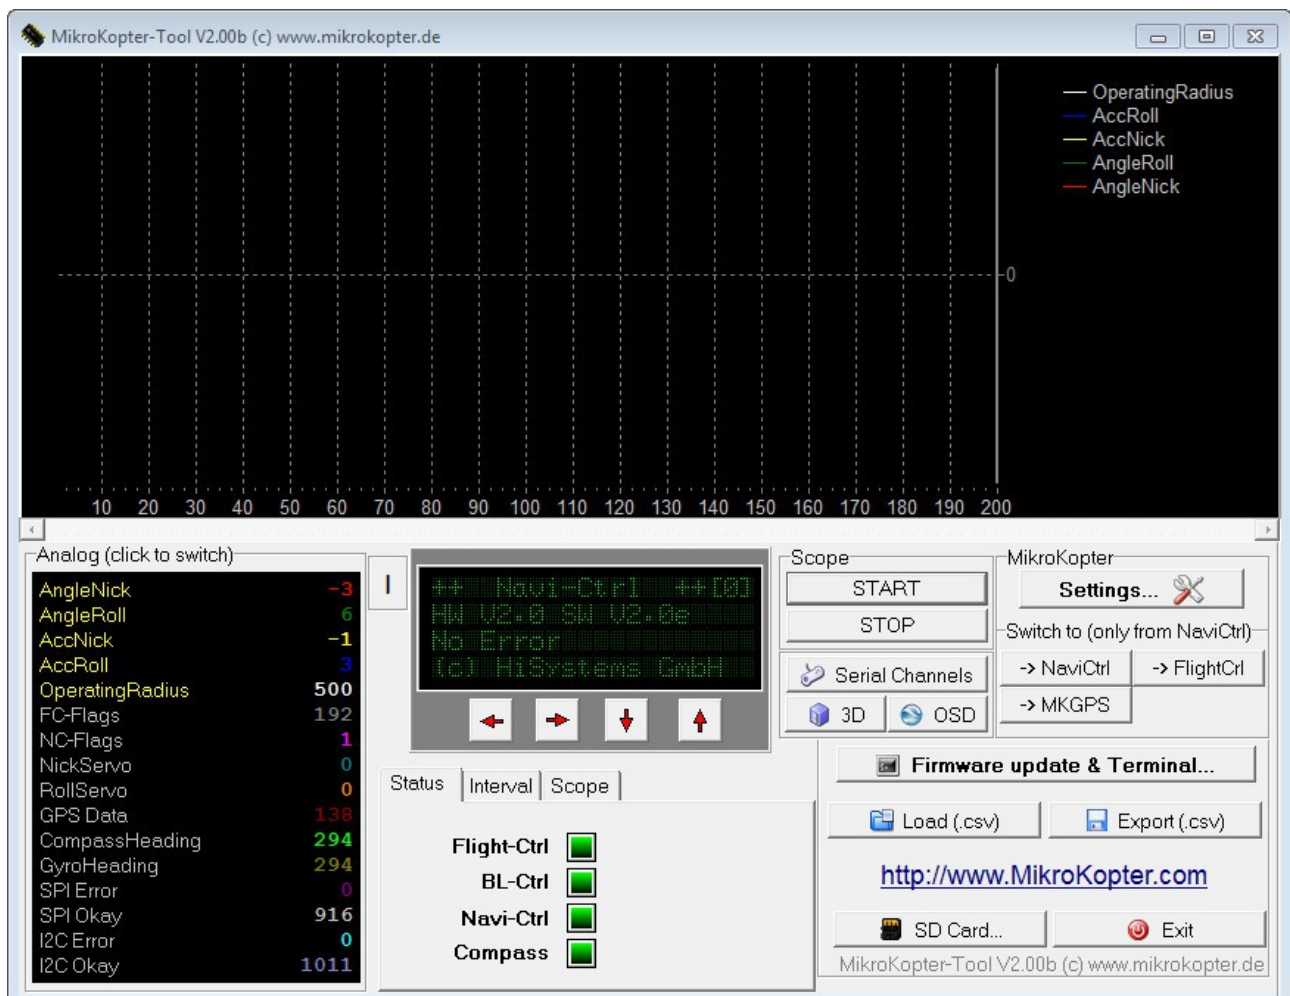 MikroKopter-Tool V2.00b (c) www.mikrokopter.de
OperatingRadius
AccRoll
AccNick
AngleRoll
AngleNick
0
10 20 30 40 50 60 70 80 90 100 110 120 130 140 150 160 170 180 190 200
Analog (click to switch)
AngleNick -3
AngleRoll 6
AccNick -1
AccRoll 3
OperatingRadius 500
FC-Flags 192
NC-Flags 1
NickServo 0
RollServo 0
GPS Data 138
CompassHeading 294
GyroHeading 294
SPI Error 0
SPI Okay 916
I2C Error 0
I2C Okay 1011
I
++ Navi-Ctrl ++[0]
HW V2.0 SW V2.0e
No Error
(c) HiSystems GmbH
Status Interval Scope
Flight-Ctrl
BL-Ctrl
Navi-Ctrl
Compass
Scope
START
STOP
Serial Channels
3D OSD
MikroKopter
Settings...
Switch to (only from NaviCtrl)
-> NaviCtrl -> FlightCrl
-> MKGPS
Firmware update & Terminal...
Load (.csv) Export (.csv)
http://www.MikroKopter.com
SD Card... Exit
MikroKopter-Tool V2.00b (c) www.mikrokopter.de